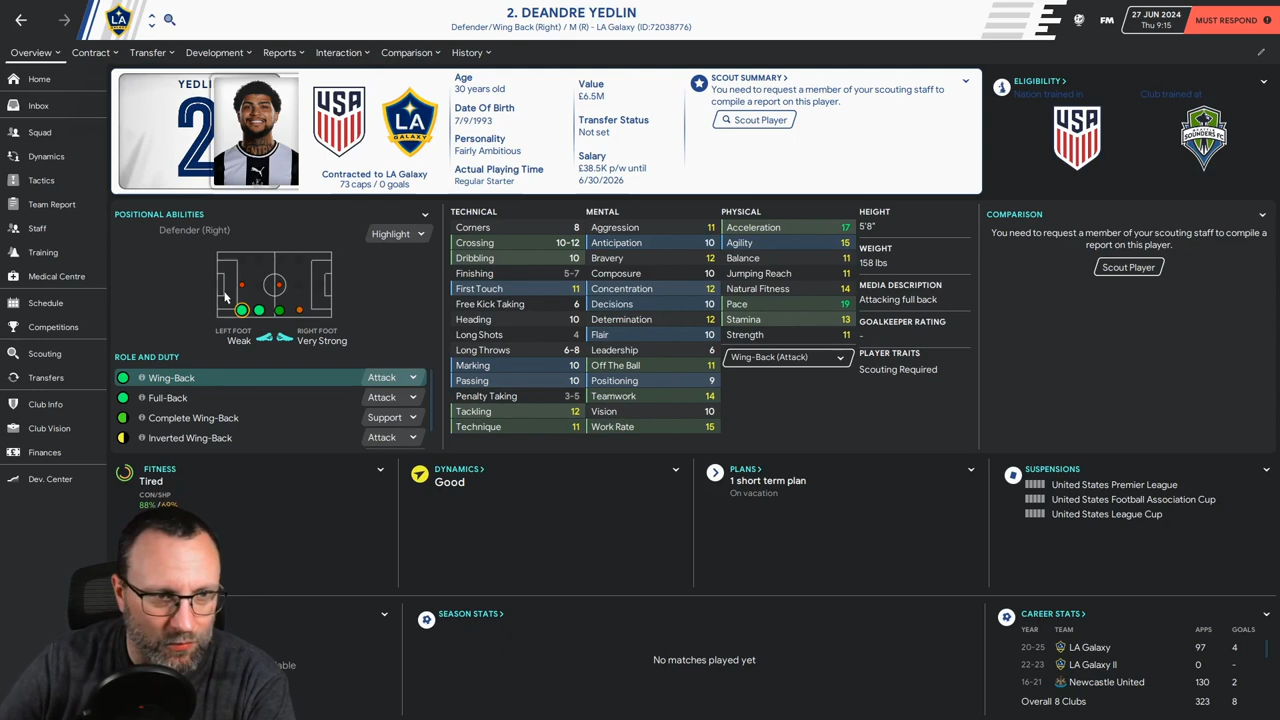 2. DEANDRE YEDLIN
Defender/Wing Back (Right) / M (R) - LA Galaxy (ID:72038776)
FM
27 JUN 2024
Thu 9:15
MUST RESPOND
Overview
Contract
Transfer
Development
Reports
Interaction
Comparison
History
Home
Inbox
Squad
Dynamics
Tactics
Team Report
Staff
Training
Medical Centre
Schedule
Competitions
Scouting
Transfers
Club Info
Club Vision
Finances
Dev. Center
YEDL
2
USA
LA
GALAXY
Contracted to LA Galaxy
73 caps / 0 goals
Age
30 years old
Date Of Birth
7/9/1993
Personality
Fairly Ambitious
Actual Playing Time
Regular Starter
Value
£6.5M
Transfer Status
Not set
Salary
£38.5K p/w until
6/30/2026
SCOUT SUMMARY>
You need to request a member of your scouting staff to
compile a report on this player.
Scout Player
ELIGIBILITY>
Nation trained in
Club trained at
USA
SOUNDERS FC
POSITIONAL ABILITIES
Defender (Right)
Highlight
LEFT FOOT
Weak
RIGHT FOOT
Very Strong
ROLE AND DUTY
Wing-Back Attack
Full-Back Attack
Complete Wing-Back Support
Inverted Wing-Back Attack
TECHNICAL
Corners 8
Crossing 10-12
Dribbling 10
Finishing 5-7
First Touch 11
Free Kick Taking 6
Heading 10
Long Shots 4
Long Throws 6-8
Marking 10
Passing 10
Penalty Taking 3-5
Tackling 12
Technique 11
MENTAL
Aggression 11
Anticipation 10
Bravery 12
Composure 10
Concentration 12
Decisions 10
Determination 12
Flair 10
Leadership 6
Off The Ball 11
Positioning 9
Teamwork 14
Vision 10
Work Rate 15
PHYSICAL
Acceleration 17
Agility 15
Balance 11
Jumping Reach 11
Natural Fitness 14
Pace 19
Stamina 13
Strength 11
Wing-Back (Attack)
HEIGHT
5'8"
WEIGHT
158 lbs
MEDIA DESCRIPTION
Attacking full back
GOALKEEPER RATING
-
PLAYER TRAITS
Scouting Required
COMPARISON
You need to request a member of your scouting staff to compile a
report on this player.
Scout Player
FITNESS
Tired
CON/SHP
88% / 69%
DYNAMICS>
Good
PLANS>
1 short term plan
On vacation
SUSPENSIONS
United States Premier League
United States Football Association Cup
United States League Cup
SEASON STATS>
No matches played yet
CAREER STATS>
YEAR TEAM APPS GOALS
20-25 LA Galaxy 97 4
22-23 LA Galaxy II 0 -
16-21 Newcastle United 130 2
Overall 8 Clubs 323 8